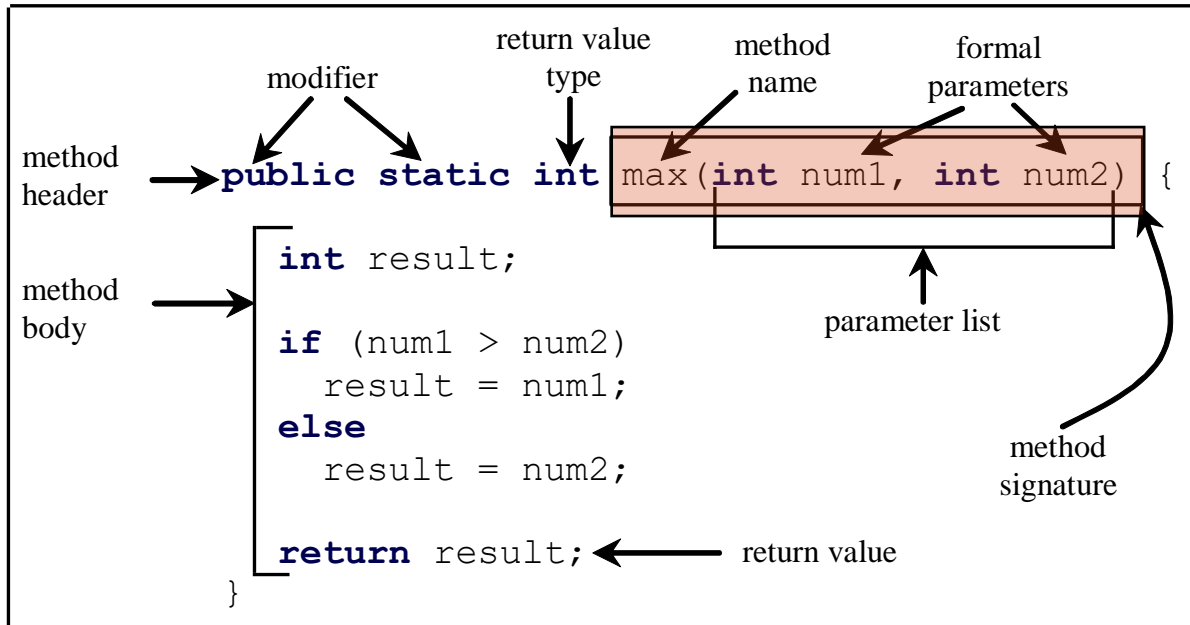 return value
type
method
name
formal
parameters
modifier
method
header
public static int max(int num1, int num2) {
int result;
method
body
parameter list
if (num1 > num2)
result = num1;
else
result = num2;
method
signature
return result;
return value
}